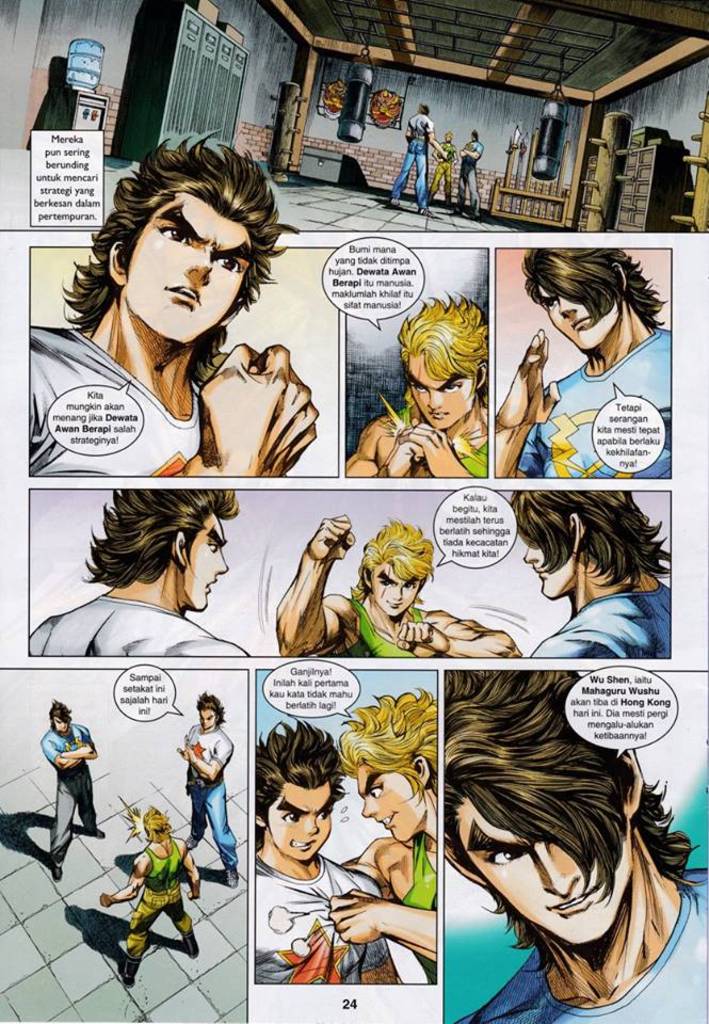 Mereka
pun sering
berunding
untuk mencari
strategi yang
berkesan dalam
pertempuran.
Kita
mungkin akan
menang jika Dewata
Awan Berapi salah
strateginya!
Bumi mana
yang tidak ditimpa
hujan. Dewata Awan
Berapi itu manusia.
maklumlah khilaf itu
sifat manusia!
Tetapi
serangan
kita mesti tepat
apabila berlaku
kekhilafan-
nya!
Kalau
begitu, kita
mestilah terus
berlatih sehingga
tiada kecacatan
hikmat kita!
Sampai
setakat ini
sajalah hari
ini!
Ganjilnya!
Inilah kali pertama
kau kata tidak mahu
berlatih lagi!
Wu Shen, iaitu
Mahaguru Wushu
akan tiba di Hong Kong
hari ini. Dia mesti pergi
mengalu-alukan
ketibaannya!
24